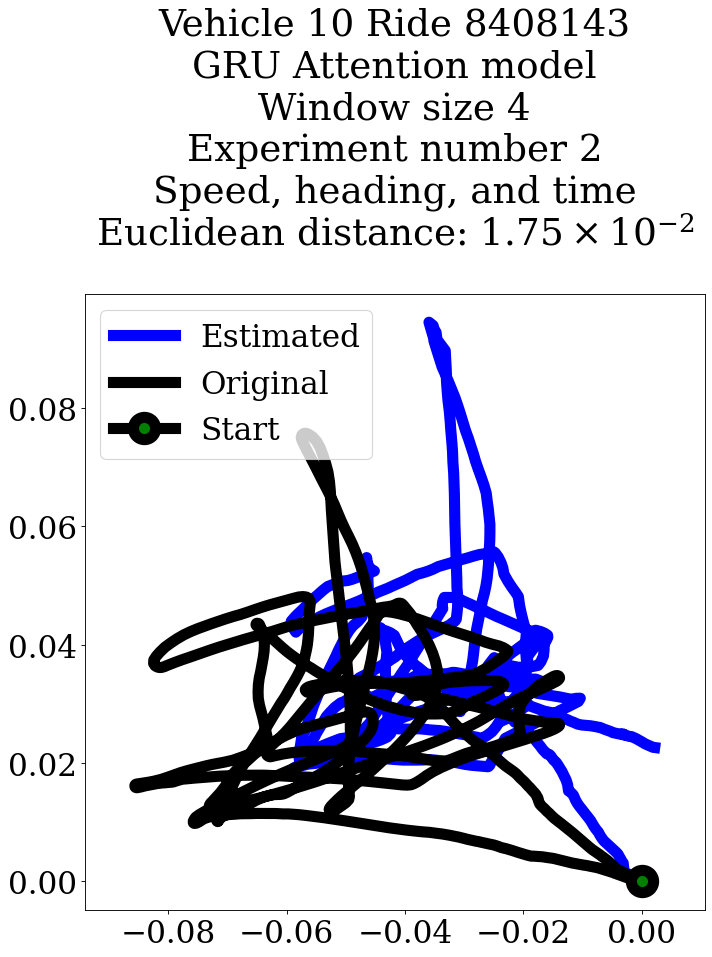 Vehicle 10 Ride 8408143
GRU Attention model
Window size 4
Experiment number 2
Speed, heading, and time
Euclidean distance: 1.75 × 10⁻²
Estimated
Original
Start
0.08
0.06
0.04
0.02
0.00
−0.08 −0.06 −0.04 −0.02 0.00